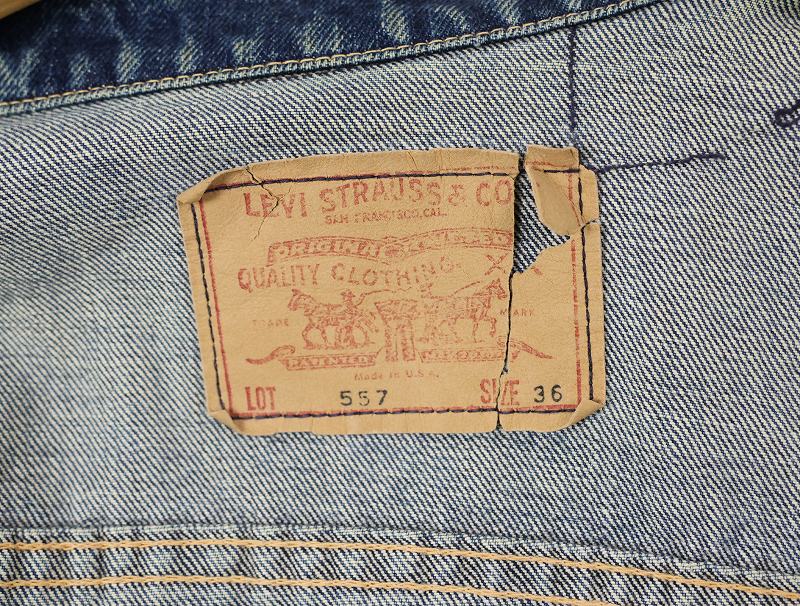 LEVI STRAUSS & CO
SAN FRANCISCO, CAL.
ORIGINAL RIVETED
QUALITY CLOTHING XX
TRADE MARK
PATENTED
Made in U.S.A.
LOT 557 SIZE 36